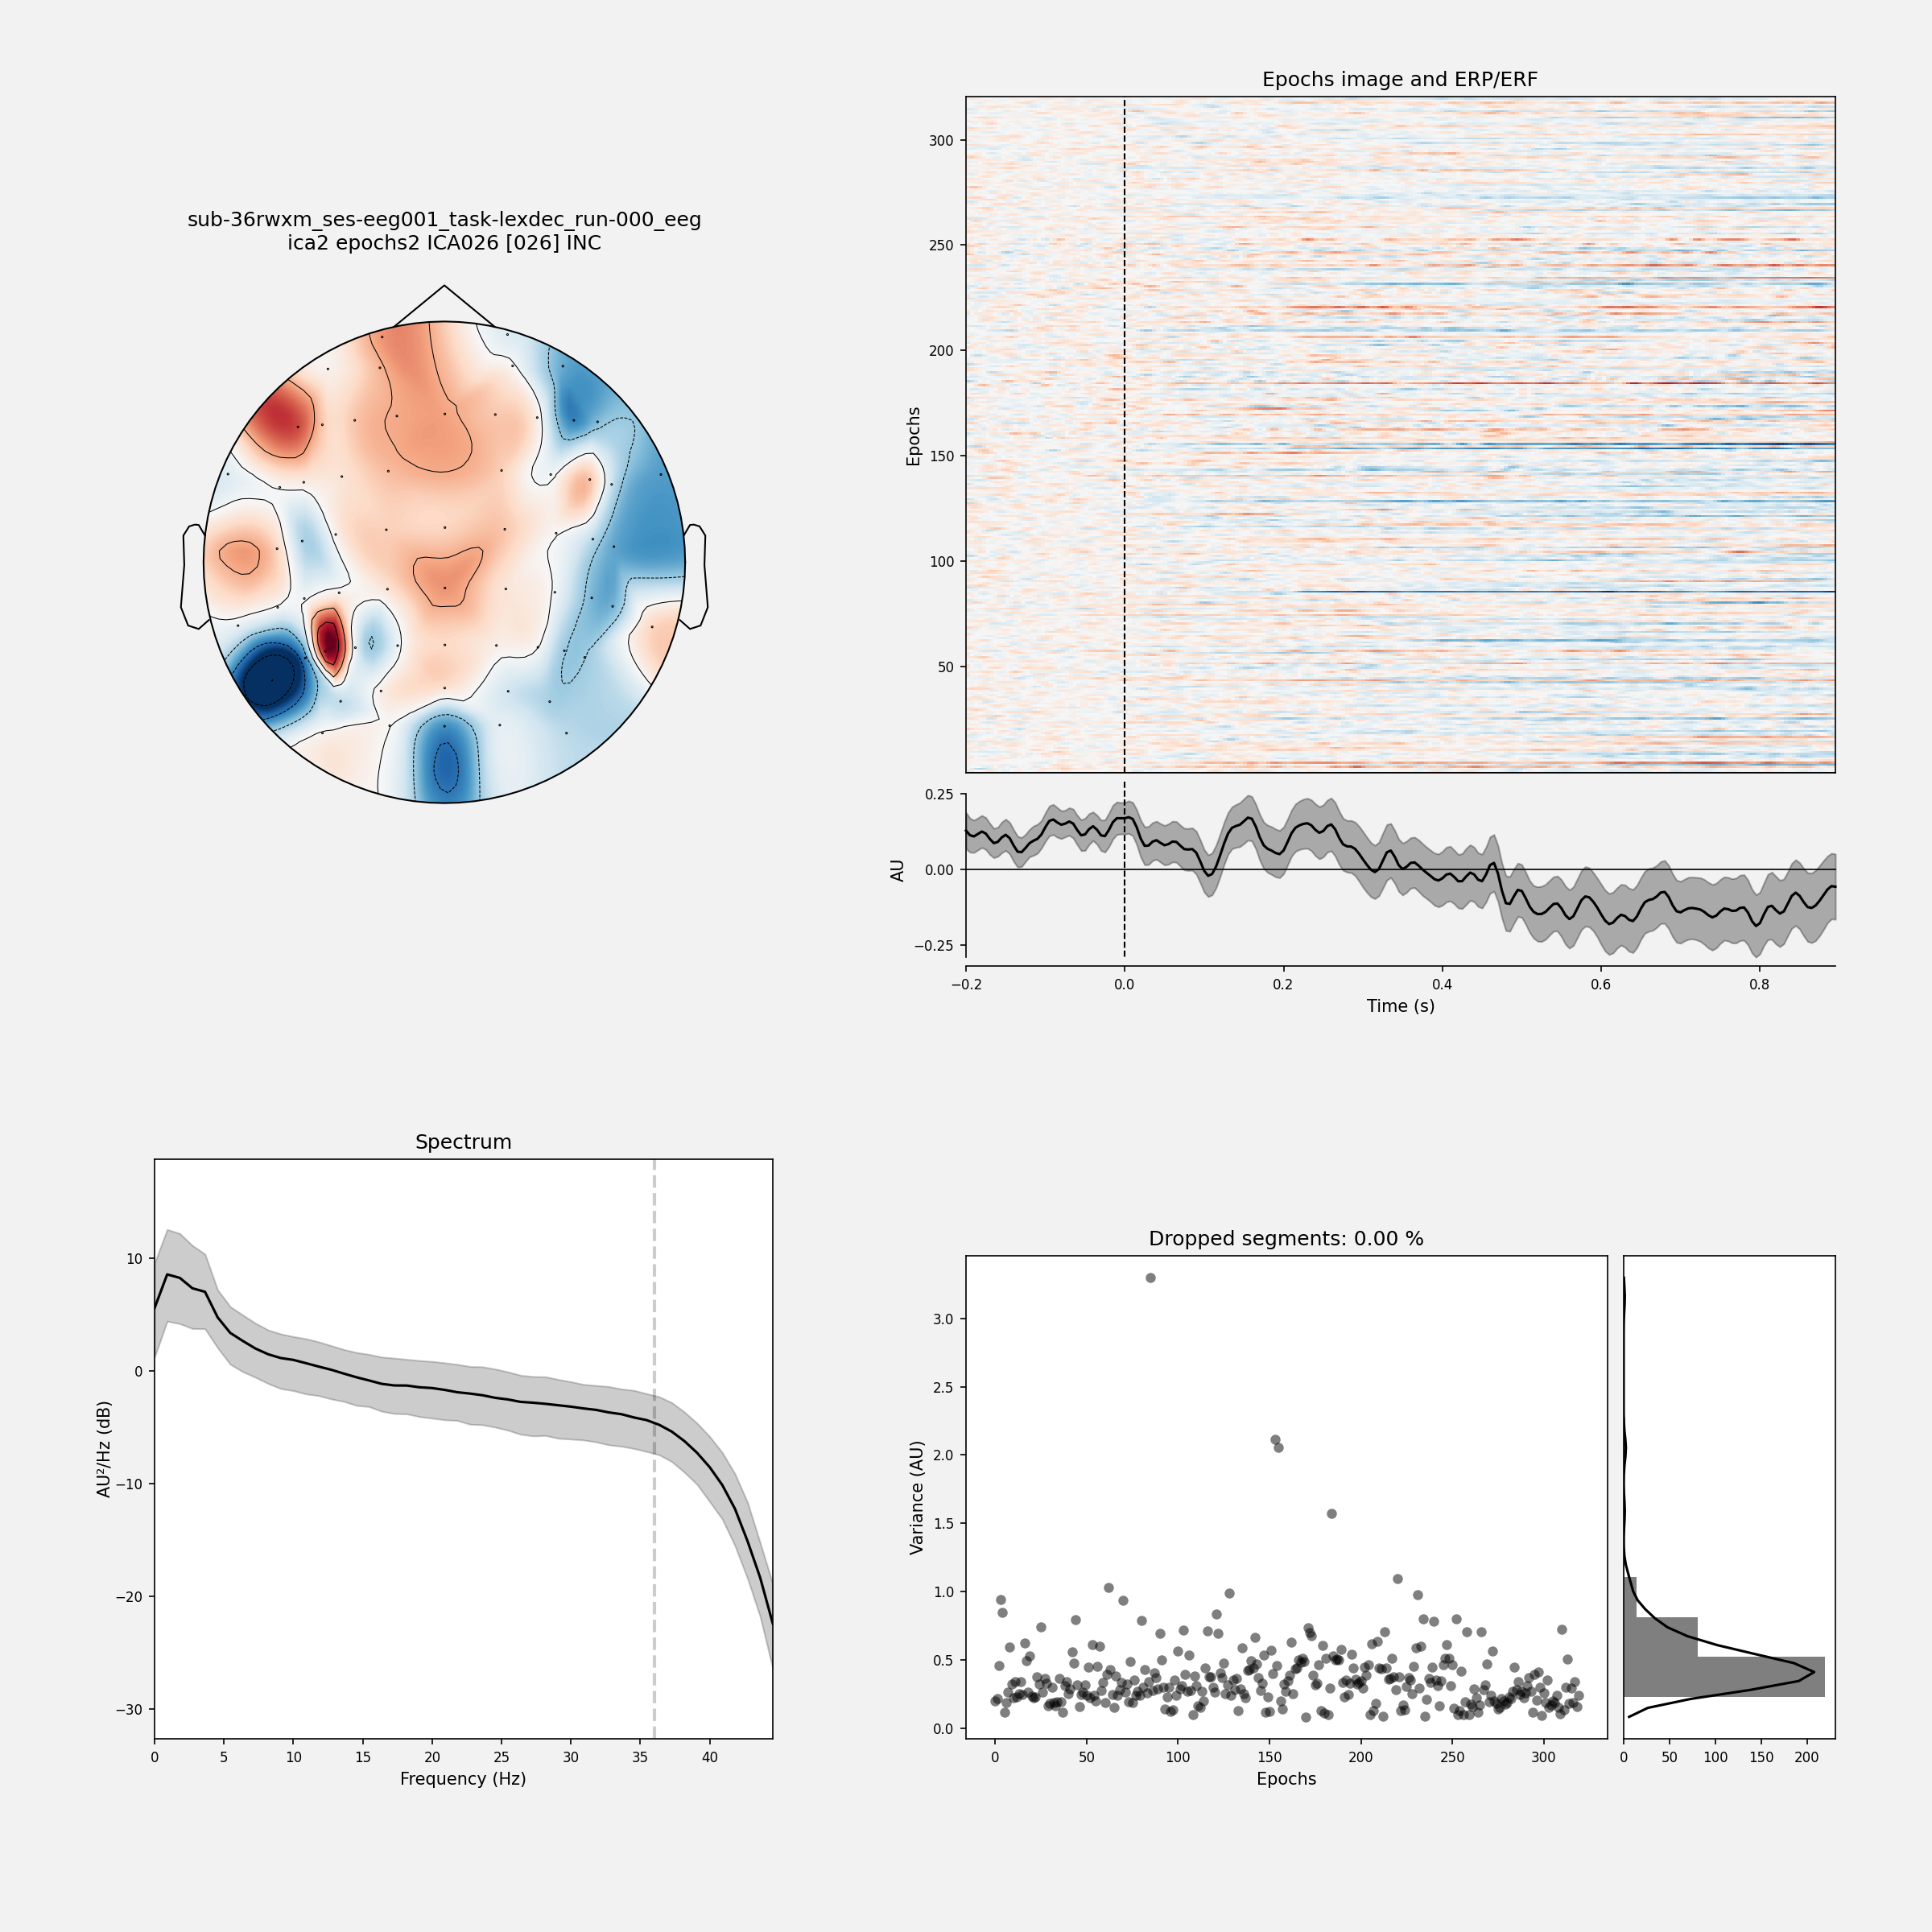 sub-36rwxm_ses-eeg001_task-lexdec_run-000_eeg
ica2 epochs2 ICA026 [026] INC
Epochs image and ERP/ERF
Epochs
300
250
200
150
100
50
AU
0.25
0.00
−0.25
−0.2 0.0 0.2 0.4 0.6 0.8
Time (s)
Spectrum
AU²/Hz (dB)
10
0
−10
−20
−30
0 5 10 15 20 25 30 35 40
Frequency (Hz)
Dropped segments: 0.00 %
Variance (AU)
3.0
2.5
2.0
1.5
1.0
0.5
0.0
0 50 100 150 200 250 300
Epochs
0 50 100 150 200